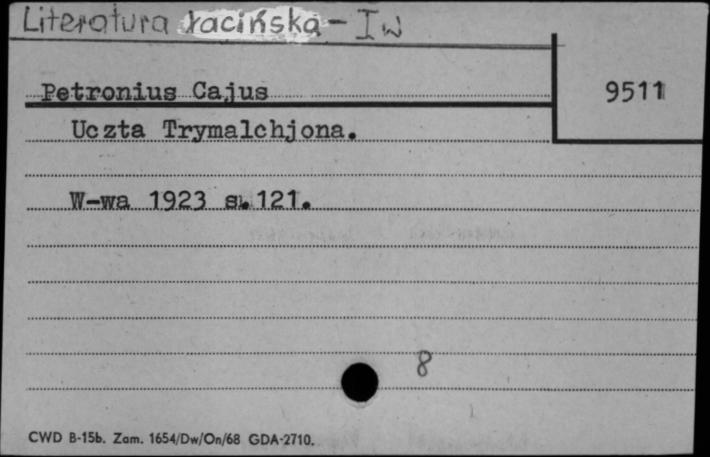 Literatura łacińska - I w
9511
Petronius Cajus
Uczta Trymalchjona.
W-wa 1923 s.121.
8
CWD B-15b. Zam. 1654/Dw/On/68 GDA-2710.